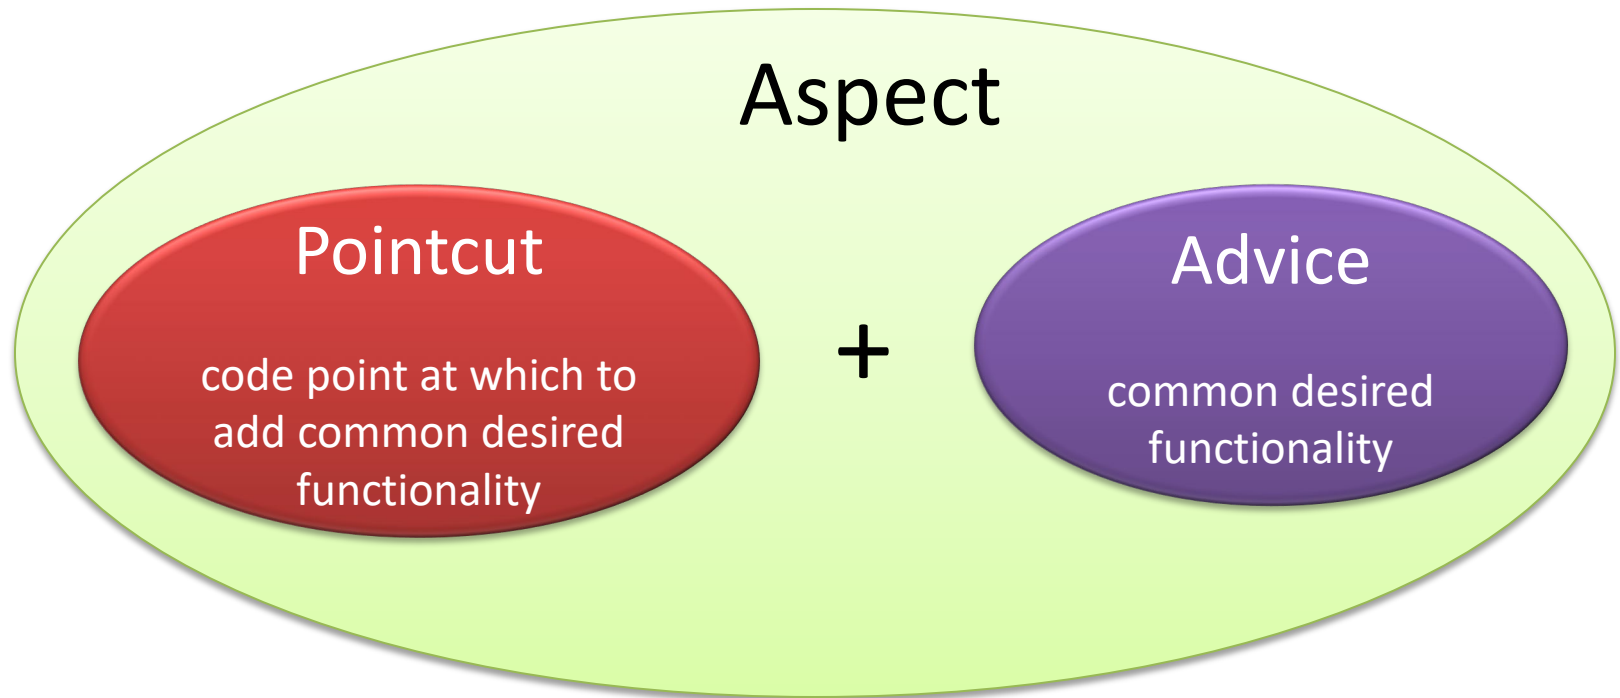 Aspect
Pointcut
code point at which to
add common desired
functionality
+
Advice
common desired
functionality